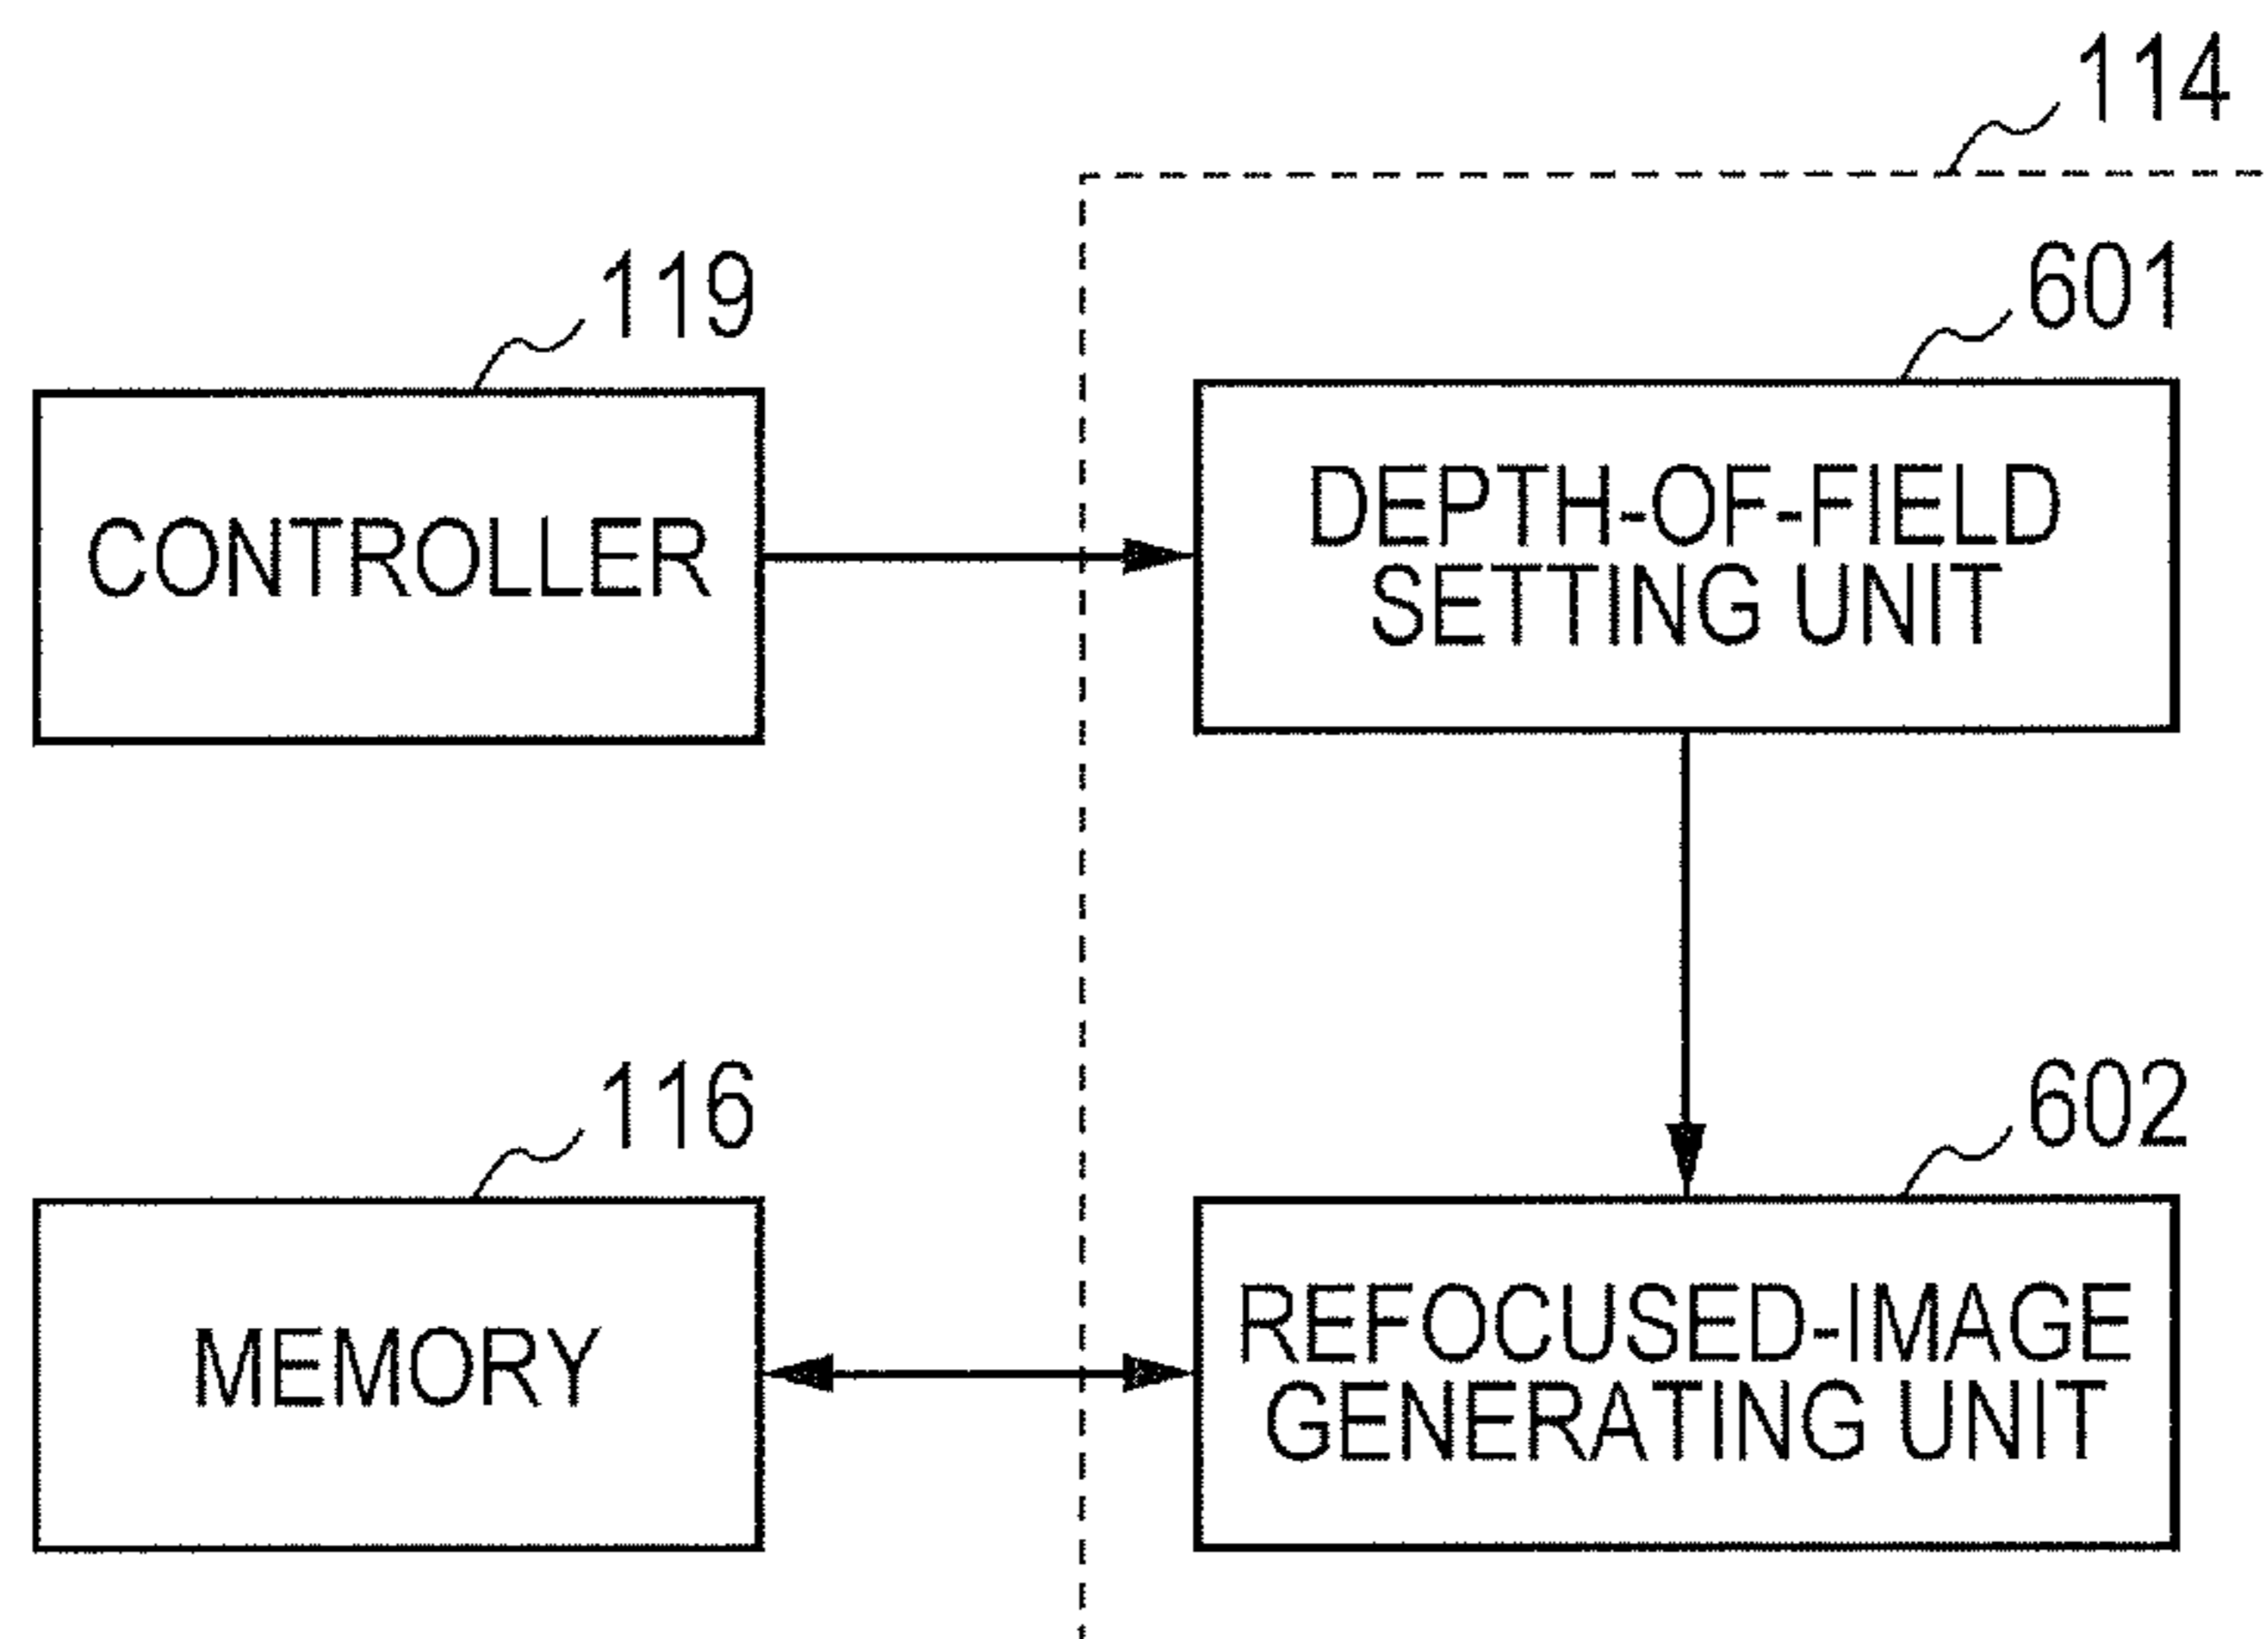 114
119
601
CONTROLLER
DEPTH-OF-FIELD
SETTING UNIT
116
602
MEMORY
REFOCUSED-IMAGE
GENERATING UNIT